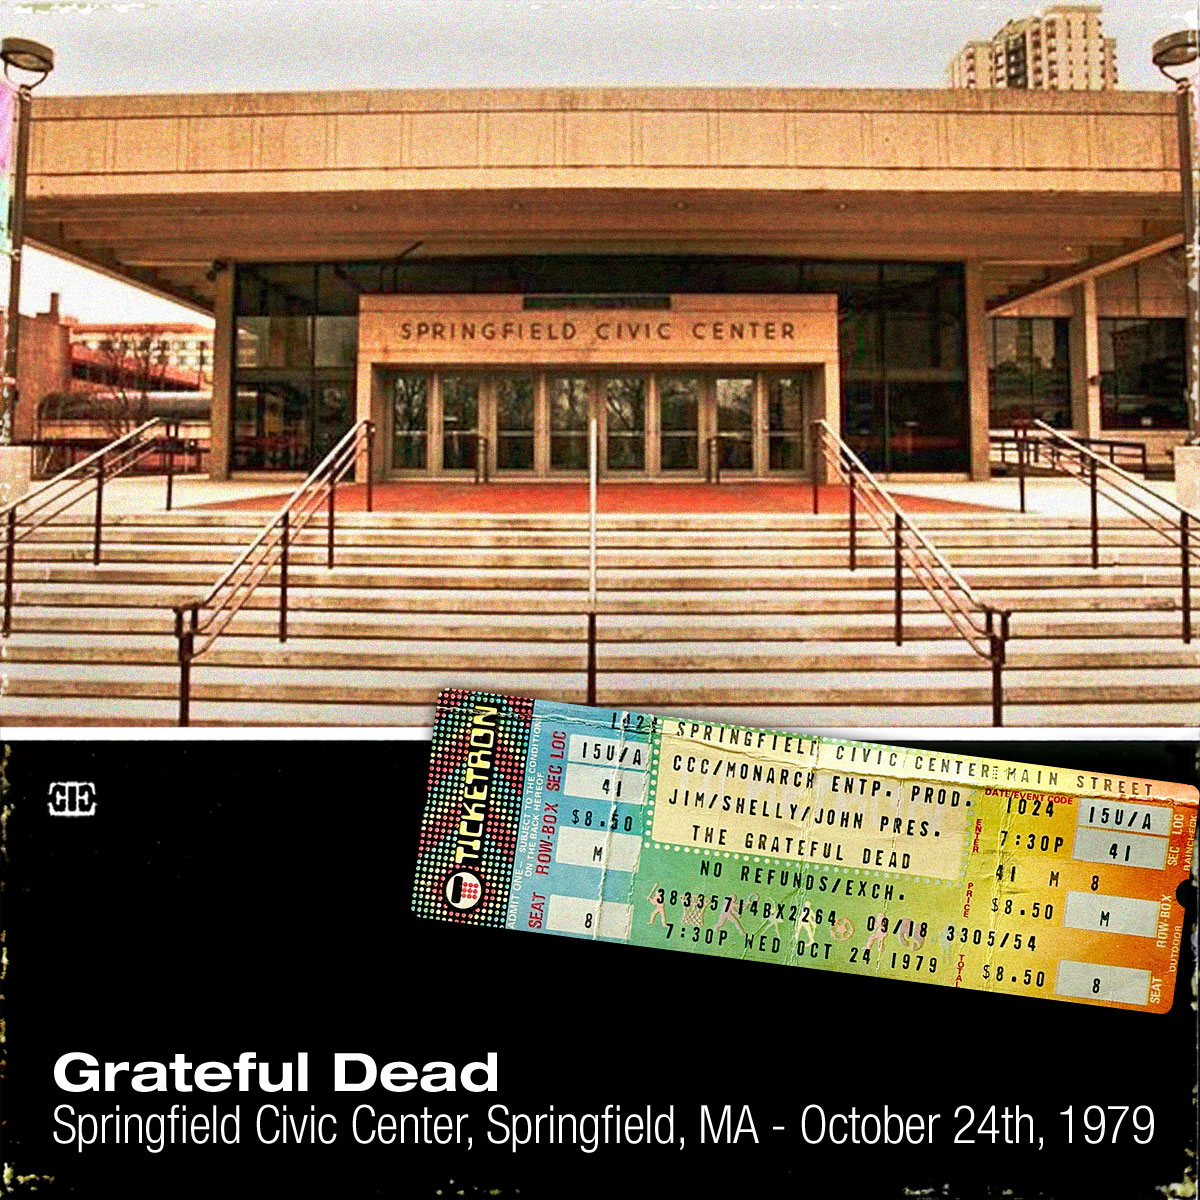 SPRINGFIELD CIVIC CENTER
TICKETRON
ADMIT ONE— SUBJECT TO THE CONDITIONS
ON THE BACK HEREOF
SEAT ROW-BOX SEC LOC
15U/A
41
$8.50
M
8
SPRINGFIELD CIVIC CENTER MAIN STREET
CCC/MONARCH ENTP. PROD.
JIM/SHELLY/JOHN PRES.
THE GRATEFUL DEAD
NO REFUNDS/EXCH.
383357148X2264 09/18 3305/54
7:30P WED OCT 24 1979
DATE/EVENT CODE
1024
ENTER
7:30P
41 M 8
PRICE
$8.50
TOTAL
$8.50
15U/A
41
M
8
SEAT ROW-BOX SEC LOC
OUTDOOR RAINCHECK
Grateful Dead
Springfield Civic Center, Springfield, MA - October 24th, 1979